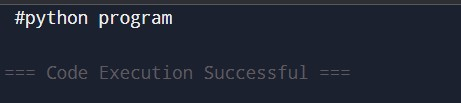 #python program
=== Code Execution Successful ===